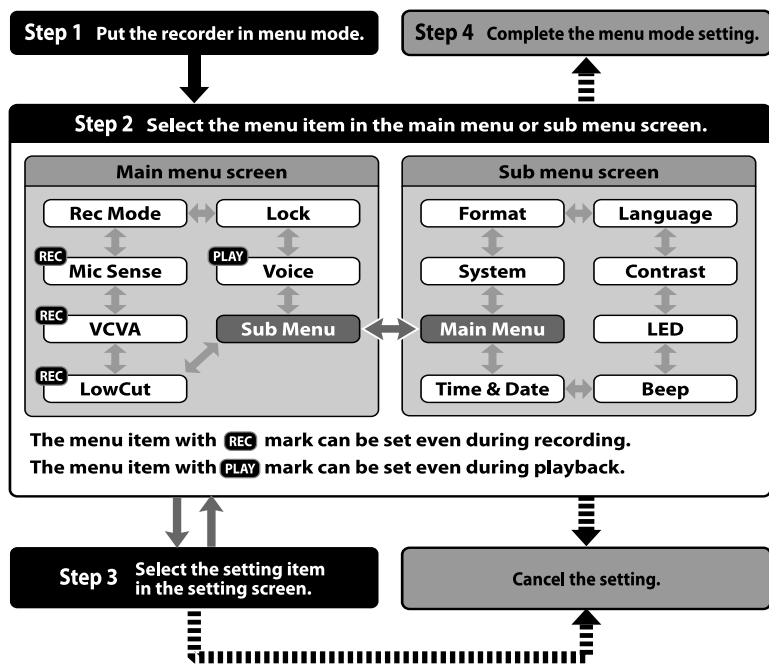 Step 1 Put the recorder in menu mode.
Step 4 Complete the menu mode setting.
Step 2 Select the menu item in the main menu or sub menu screen.
Main menu screen
Rec Mode
Lock
REC
Mic Sense
PLAY
Voice
REC
VCVA
Sub Menu
REC
LowCut
Sub menu screen
Format
Language
System
Contrast
Main Menu
LED
Time & Date
Beep
The menu item with REC mark can be set even during recording.
The menu item with PLAY mark can be set even during playback.
Step 3 Select the setting item
in the setting screen.
Cancel the setting.